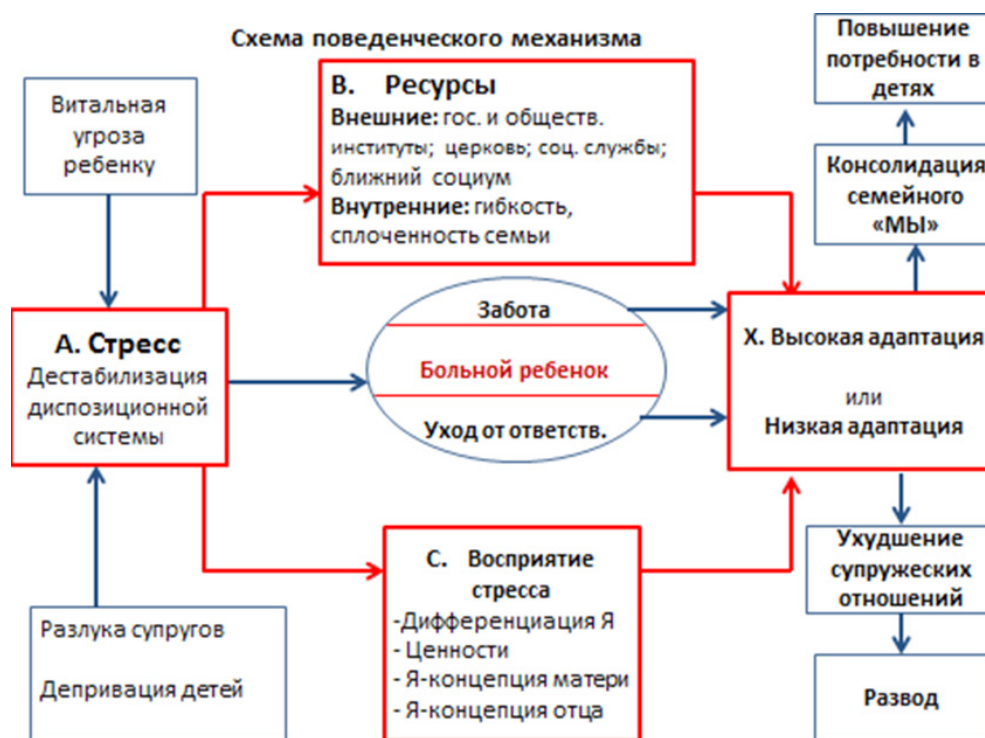 Схема поведенческого механизма
Витальная
угроза
ребенку
В. Ресурсы
Внешние: гос. и обществ.
институты; церковь; соц. службы;
ближний социум
Внутренние: гибкость,
сплоченность семьи
Повышение
потребности в
детях
Консолидация
семейного
«МЫ»
А. Стресс
Дестабилизация
диспозиционной
системы
Забота
Больной ребенок
Уход от ответств.
Х. Высокая адаптация
или
Низкая адаптация
Разлука супругов
Депривация детей
С. Восприятие
стресса
-Дифференциация Я
- Ценности
- Я-концепция матери
- Я-концепция отца
Ухудшение
супружеских
отношений
Развод